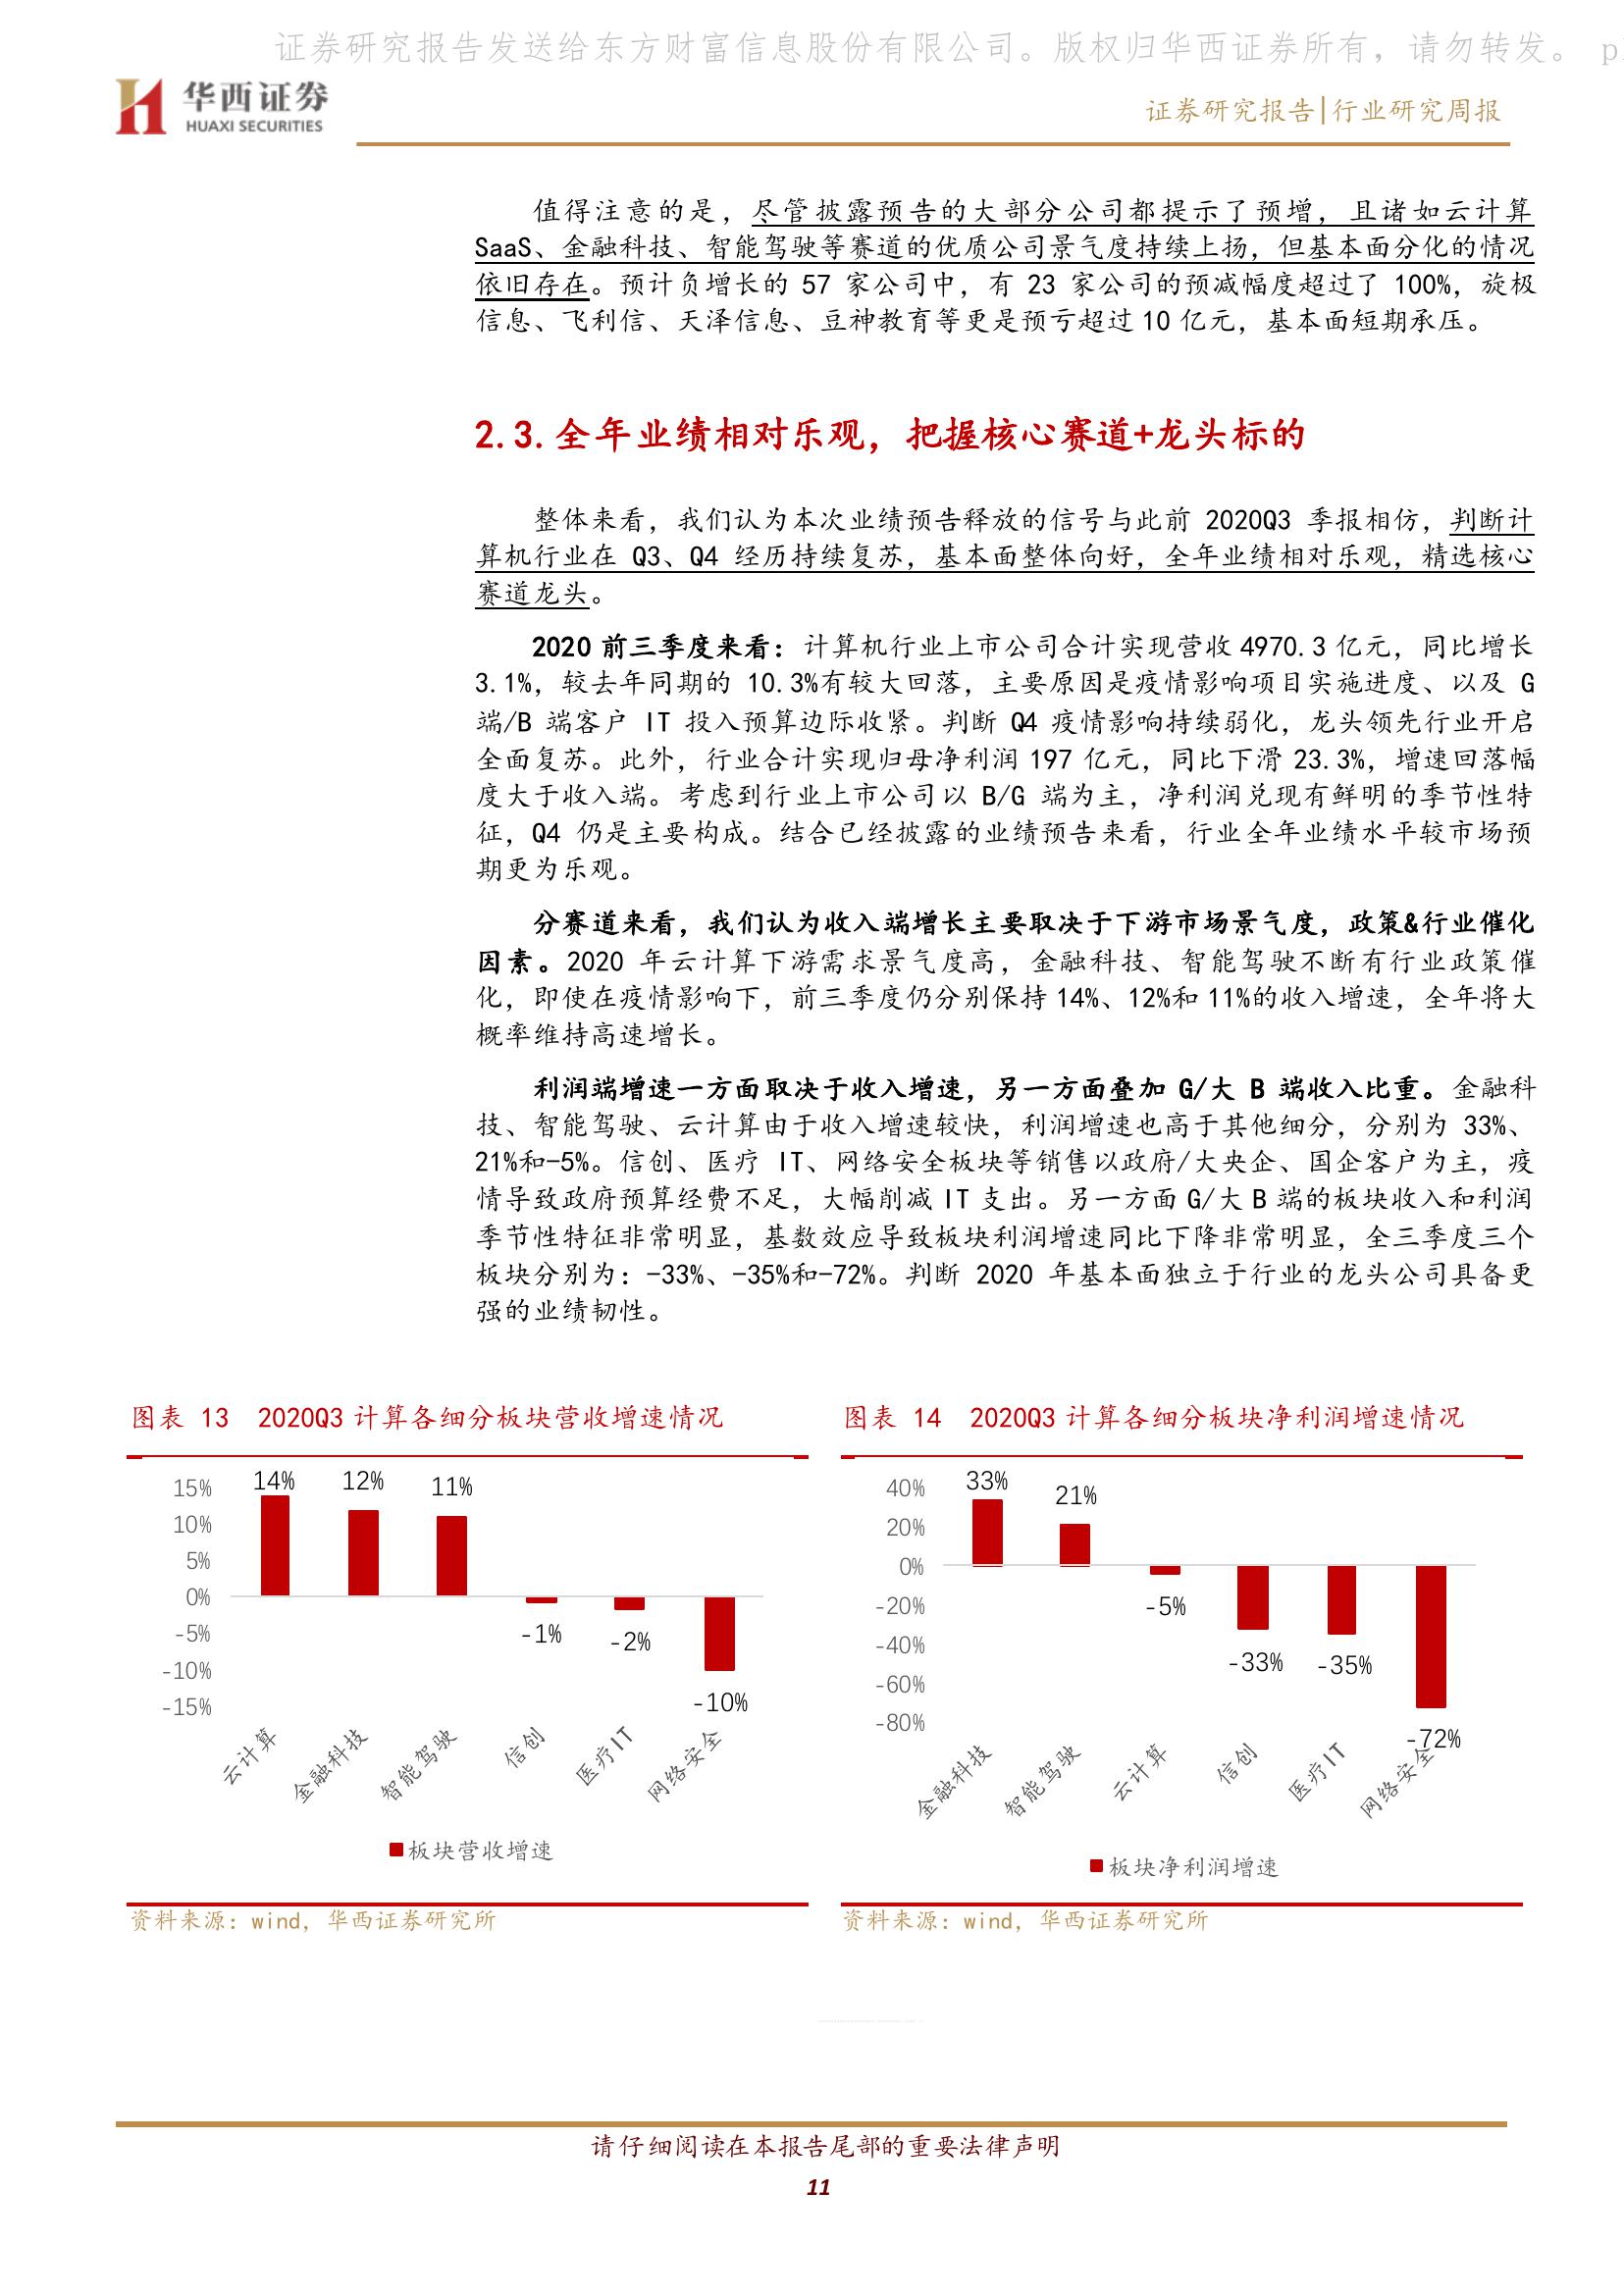 证券研究报告发送给东方财富信息股份有限公司。版权归华西证券所有，请勿转发。 p
华西证券
HUAXI SECURITIES
证券研究报告|行业研究周报
值得注意的是，尽管披露预告的大部分公司都提示了预增，且诸如云计算
SaaS、金融科技、智能驾驶等赛道的优质公司景气度持续上扬，但基本面分化的情况
依旧存在。预计负增长的 57 家公司中，有 23 家公司的预减幅度超过了 100%，旋极
信息、飞利信、天泽信息、豆神教育等更是预亏超过 10 亿元，基本面短期承压。
2.3.全年业绩相对乐观，把握核心赛道+龙头标的
整体来看，我们认为本次业绩预告释放的信号与此前 2020Q3 季报相仿，判断计
算机行业在 Q3、Q4 经历持续复苏，基本面整体向好，全年业绩相对乐观，精选核心
赛道龙头。
2020 前三季度来看：计算机行业上市公司合计实现营收 4970.3 亿元，同比增长
3.1%，较去年同期的 10.3%有较大回落，主要原因是疫情影响项目实施进度、以及 G
端/B 端客户 IT 投入预算边际收紧。判断 Q4 疫情影响持续弱化，龙头领先行业开启
全面复苏。此外，行业合计实现归母净利润 197 亿元，同比下滑 23.3%，增速回落幅
度大于收入端。考虑到行业上市公司以 B/G 端为主，净利润兑现有鲜明的季节性特
征，Q4 仍是主要构成。结合已经披露的业绩预告来看，行业全年业绩水平较市场预
期更为乐观。
分赛道来看，我们认为收入端增长主要取决于下游市场景气度，政策&行业催化
因素。2020 年云计算下游需求景气度高，金融科技、智能驾驶不断有行业政策催
化，即使在疫情影响下，前三季度仍分别保持 14%、12%和 11%的收入增速，全年将大
概率维持高速增长。
利润端增速一方面取决于收入增速，另一方面叠加 G/大 B 端收入比重。金融科
技、智能驾驶、云计算由于收入增速较快，利润增速也高于其他细分，分别为 33%、
21%和-5%。信创、医疗 IT、网络安全板块等销售以政府/大央企、国企客户为主，疫
情导致政府预算经费不足，大幅削减 IT 支出。另一方面 G/大 B 端的板块收入和利润
季节性特征非常明显，基数效应导致板块利润增速同比下降非常明显，全三季度三个
板块分别为：-33%、-35%和-72%。判断 2020 年基本面独立于行业的龙头公司具备更
强的业绩韧性。
图表 13 2020Q3 计算各细分板块营收增速情况
15%
10%
5%
0%
-5%
-10%
-15%
14%
12%
11%
-1%
-2%
-10%
云计算
金融科技
智能驾驶
信创
医疗IT
网络安全
板块营收增速
资料来源：wind，华西证券研究所
图表 14 2020Q3 计算各细分板块净利润增速情况
40%
20%
0%
-20%
-40%
-60%
-80%
33%
21%
-5%
-33%
-35%
-72%
金融科技
智能驾驶
云计算
信创
医疗IT
网络安全
板块净利润增速
资料来源：wind，华西证券研究所
请仔细阅读在本报告尾部的重要法律声明
11